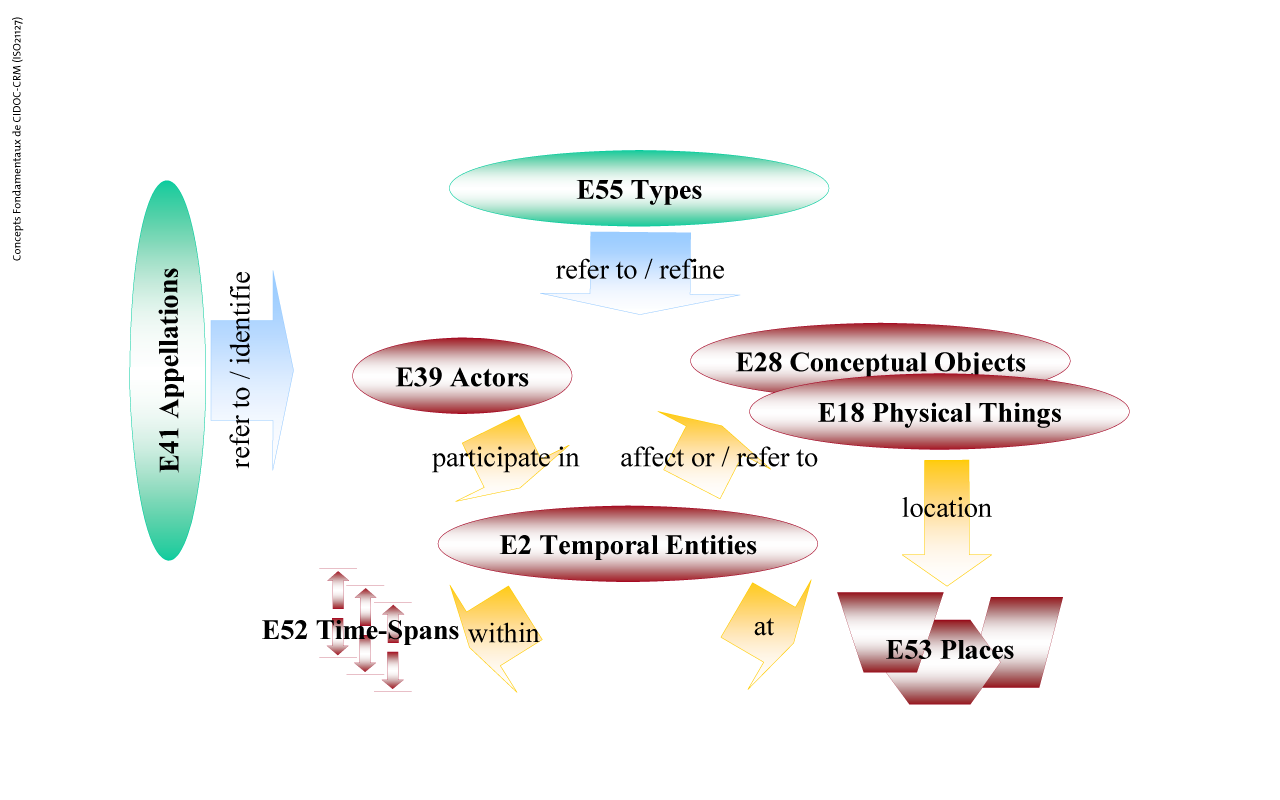 Concepts Fondamentaux de CIDOC-CRM (ISO21127)
E55 Types
refer to / refine
E41 Appellations
refer to / identifie
E39 Actors
E28 Conceptual Objects
E18 Physical Things
participate in
affect or / refer to
location
E2 Temporal Entities
E52 Time-Spans
within
at
E53 Places